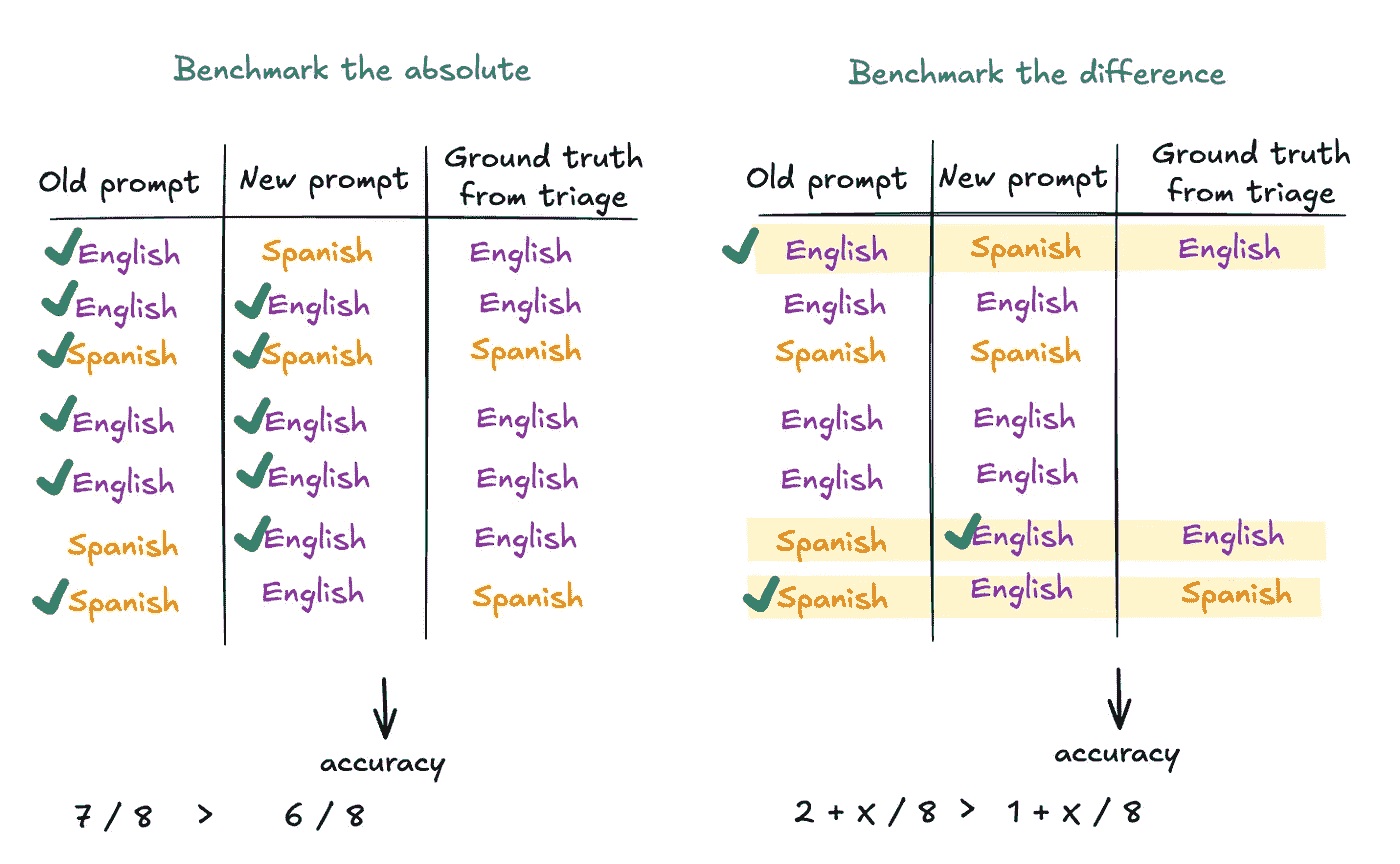 Benchmark the absolute
Old prompt New prompt Ground truth from triage
English Spanish English
English English English
Spanish Spanish Spanish
English English English
English English English
Spanish English English
Spanish English Spanish
accuracy
7 / 8 > 6 / 8
Benchmark the difference
Old prompt New prompt Ground truth from triage
English Spanish English
English English
Spanish Spanish
English English
English English
Spanish English English
Spanish English Spanish
accuracy
2 + x / 8 > 1 + x / 8